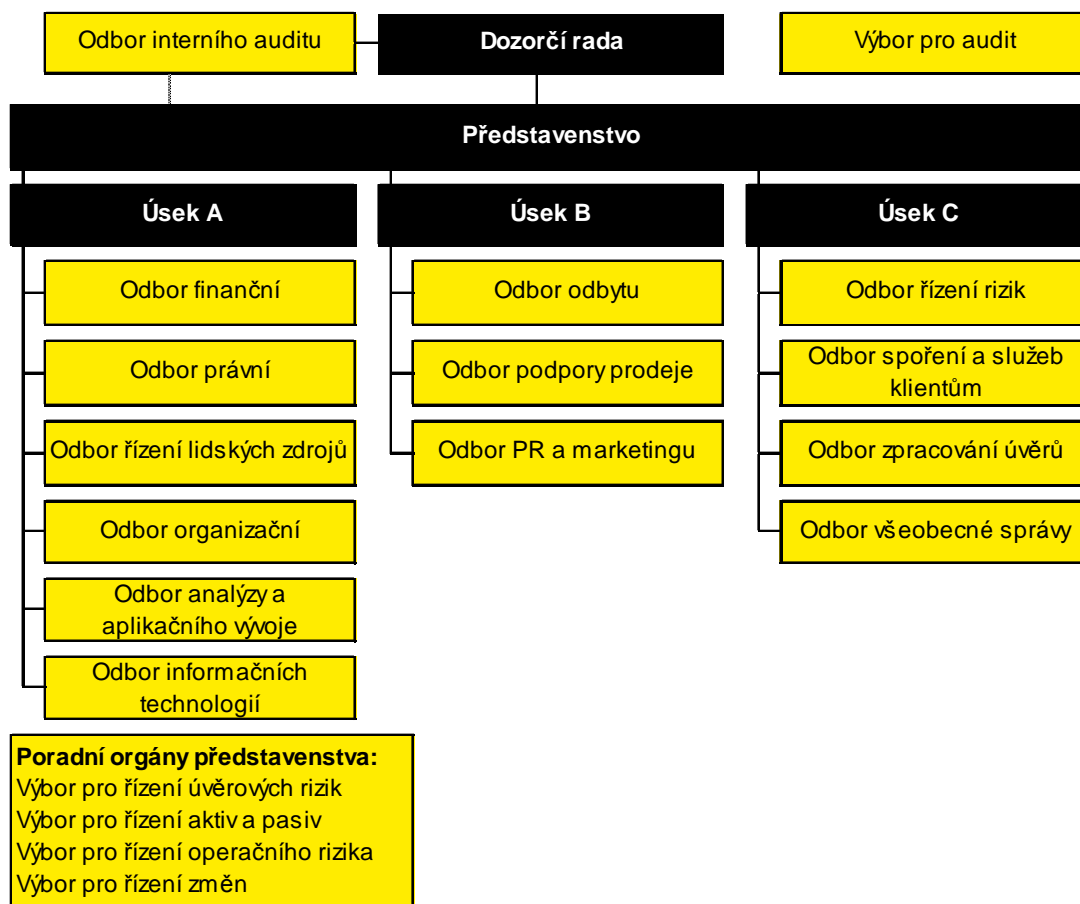 Odbor interního auditu
Dozorčí rada
Výbor pro audit
Představenstvo
Úsek A
Úsek B
Úsek C
Odbor finanční
Odbor odbytu
Odbor řízení rizik
Odbor právní
Odbor podpory prodeje
Odbor spoření a služeb
klientům
Odbor řízení lidských zdrojů
Odbor PR a marketingu
Odbor zpracování úvěrů
Odbor organizační
Odbor všeobecné správy
Odbor analýzy a
aplikačního vývoje
Odbor informačních
technologií
Poradní orgány představenstva:
Výbor pro řízení úvěrových rizik
Výbor pro řízení aktiv a pasiv
Výbor pro řízení operačního rizika
Výbor pro řízení změn